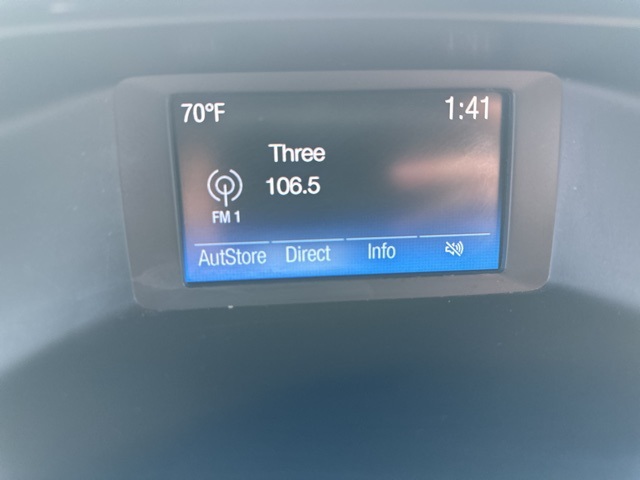 70°F 1:41
Three
106.5
FM 1
AutStore Direct Info